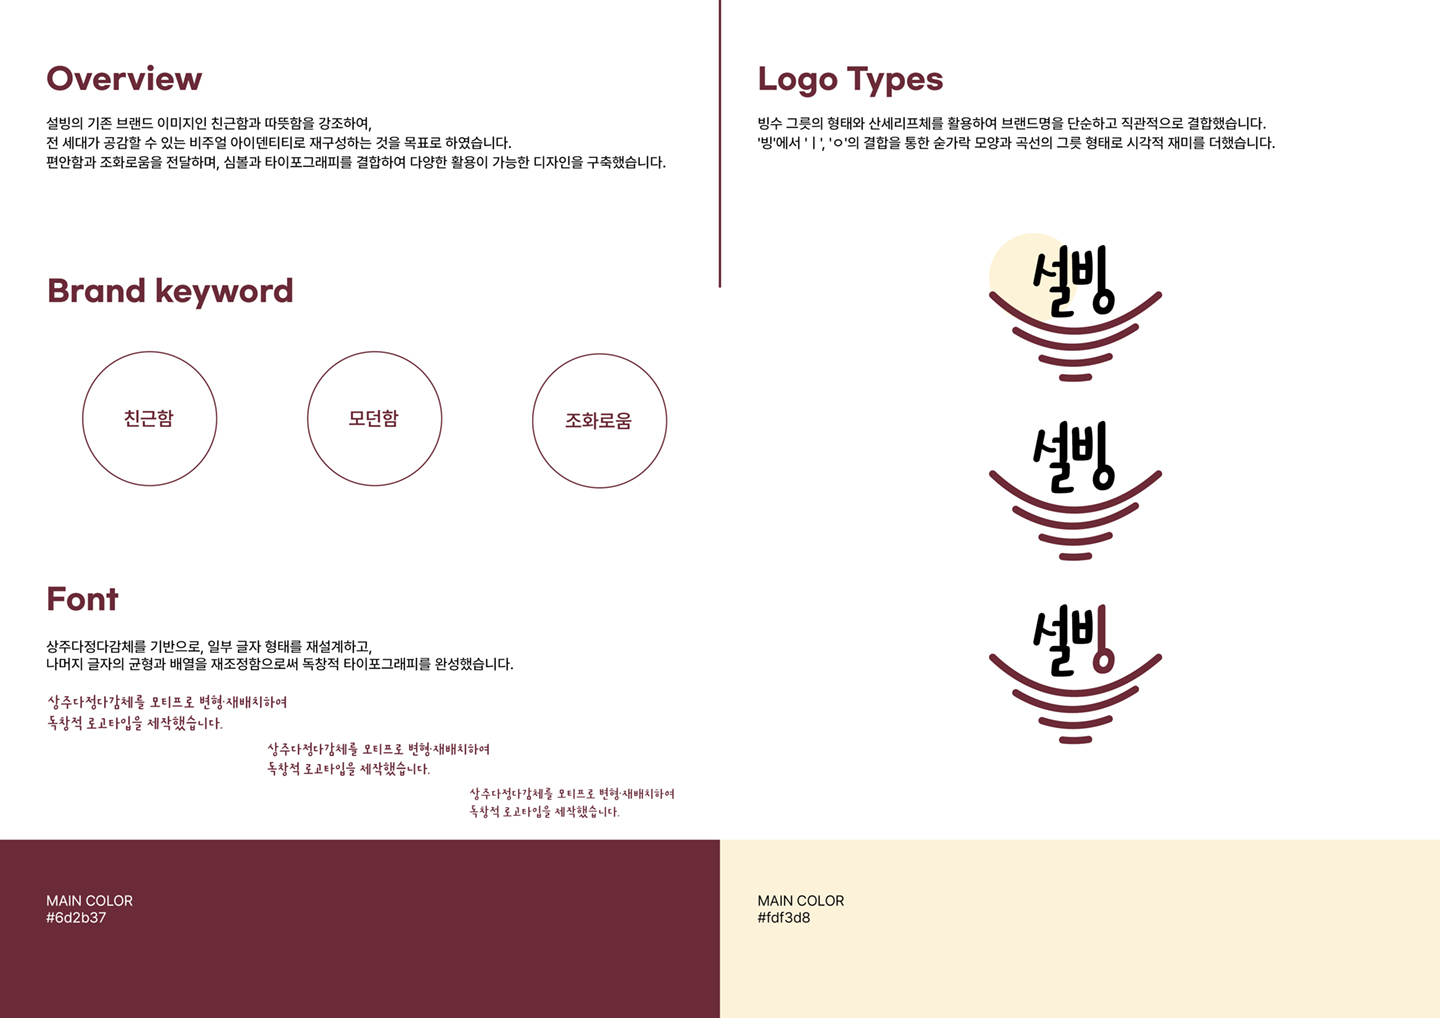 Overview
설빙의 기존 브랜드 이미지인 친근함과 따뜻함을 강조하여,
전 세대가 공감할 수 있는 비주얼 아이덴티티로 재구성하는 것을 목표로 하였습니다.
편안함과 조화로움을 전달하며, 심볼과 타이포그래피를 결합하여 다양한 활용이 가능한 디자인을 구축했습니다.
Brand keyword
친근함
모던함
조화로움
Font
상주다정다감체를 기반으로, 일부 글자 형태를 재설계하고,
나머지 글자의 균형과 배열을 재조정함으로써 독창적 타이포그래피를 완성했습니다.
상주다정다감체를 모티프로 변형·재배치하여
독창적 로고타입을 제작했습니다.
상주다정다감체를 모티프로 변형·재배치하여
독창적 로고타입을 제작했습니다.
상주다정다감체를 모티프로 변형·재배치하여
독창적 로고타입을 제작했습니다.
Logo Types
빙수 그릇의 형태와 산세리프체를 활용하여 브랜드명을 단순하고 직관적으로 결합했습니다.
'빙'에서 'ㅣ', 'ㅇ'의 결합을 통한 숟가락 모양과 곡선의 그릇 형태로 시각적 재미를 더했습니다.
설빙
설빙
설빙
MAIN COLOR
#6d2b37
MAIN COLOR
#fdf3d8